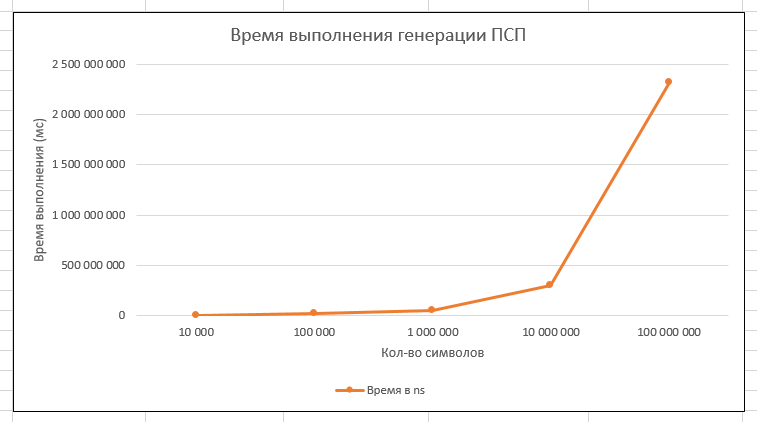 Время выполнения генерации ПСП
2 500 000 000
2 000 000 000
1 500 000 000
1 000 000 000
500 000 000
0
Время выполнения (мс)
10 000
100 000
1 000 000
10 000 000
100 000 000
Кол-во символов
Время в ns